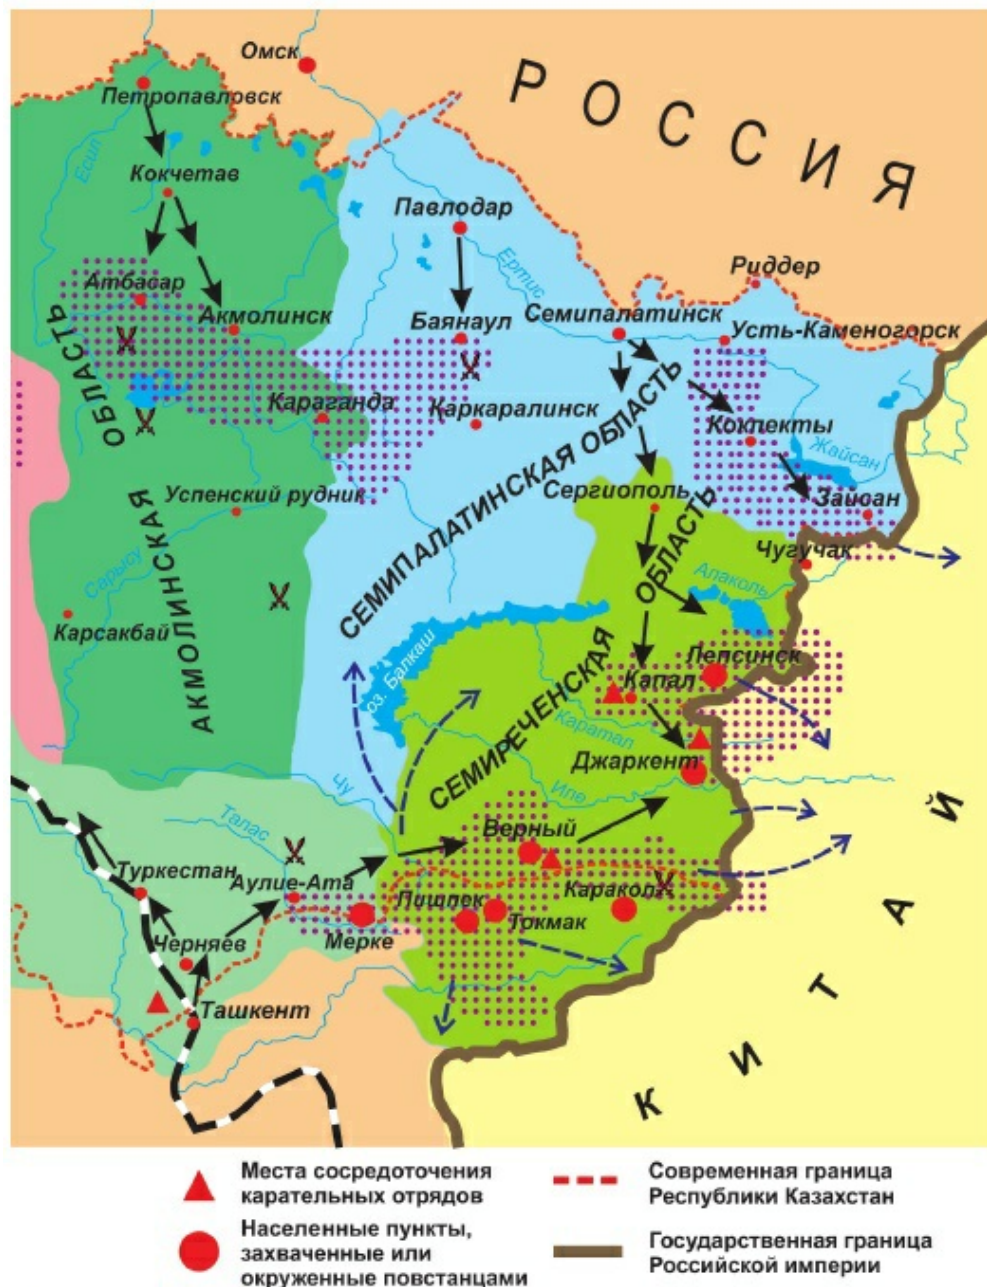 Омск
РОССИЯ
Петропавловск
Есил
Кокчетав
Павлодар
Ертис
Риддер
Атбасар
Акмолинск
Баянаул
Семипалатинск
Усть-Каменогорск
АКМОЛИНСКАЯ ОБЛАСТЬ
Караганда
Каркаралинск
Кокпекты
Жайсан
СЕМИПАЛАТИНСКАЯ ОБЛАСТЬ
Успенский рудник
Сергиополь
Зайсан
Чугучак
Сарысу
Алаколь
Карсакбай
СЕМИРЕЧЕНСКАЯ ОБЛАСТЬ
Лепсинск
Капал
оз. Балкаш
Каратал
Джаркент
Чу
Иле
КИТАЙ
Талас
Верный
Туркестан
Аулие-Ата
Каракол
Пишпек
Токмак
Мерке
Черняев
Ташкент
Места сосредоточения
карательных отрядов
Населенные пункты,
захваченные или
окруженные повстанцами
Современная граница
Республики Казахстан
Государственная граница
Российской империи